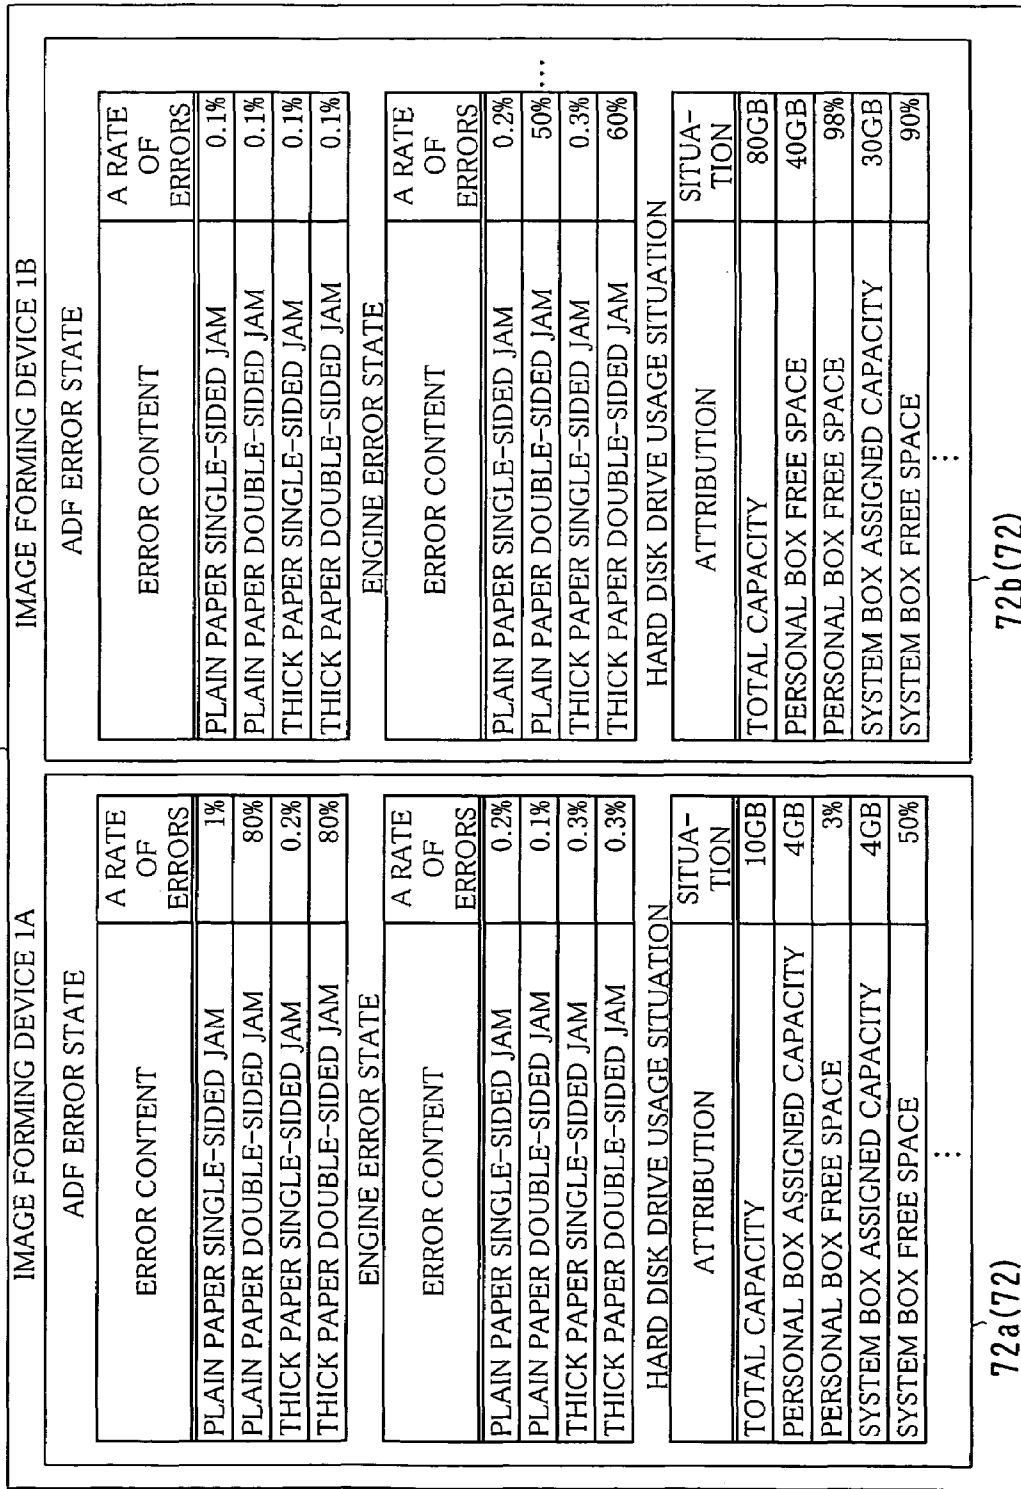 IMAGE FORMING DEVICE 1A
ADF ERROR STATE
ERROR CONTENT A RATE OF ERRORS
PLAIN PAPER SINGLE-SIDED JAM 1%
PLAIN PAPER DOUBLE-SIDED JAM 80%
THICK PAPER SINGLE-SIDED JAM 0.2%
THICK PAPER DOUBLE-SIDED JAM 80%
ENGINE ERROR STATE
ERROR CONTENT A RATE OF ERRORS
PLAIN PAPER SINGLE-SIDED JAM 0.2%
PLAIN PAPER DOUBLE-SIDED JAM 0.1%
THICK PAPER SINGLE-SIDED JAM 0.3%
THICK PAPER DOUBLE-SIDED JAM 0.3%
HARD DISK DRIVE USAGE SITUATION
ATTRIBUTION SITUA-TION
TOTAL CAPACITY 10GB
PERSONAL BOX ASSIGNED CAPACITY 4GB
PERSONAL BOX FREE SPACE 3%
SYSTEM BOX ASSIGNED CAPACITY 4GB
SYSTEM BOX FREE SPACE 50%
⋮
72a(72)
IMAGE FORMING DEVICE 1B
ADF ERROR STATE
ERROR CONTENT A RATE OF ERRORS
PLAIN PAPER SINGLE-SIDED JAM 0.1%
PLAIN PAPER DOUBLE-SIDED JAM 0.1%
THICK PAPER SINGLE-SIDED JAM 0.1%
THICK PAPER DOUBLE-SIDED JAM 0.1%
ENGINE ERROR STATE
ERROR CONTENT A RATE OF ERRORS
PLAIN PAPER SINGLE-SIDED JAM 0.2%
PLAIN PAPER DOUBLE-SIDED JAM 50%
THICK PAPER SINGLE-SIDED JAM 0.3%
THICK PAPER DOUBLE-SIDED JAM 60%
HARD DISK DRIVE USAGE SITUATION
ATTRIBUTION SITUA-TION
TOTAL CAPACITY 80GB
PERSONAL BOX FREE SPACE 40GB
PERSONAL BOX FREE SPACE 98%
SYSTEM BOX ASSIGNED CAPACITY 30GB
SYSTEM BOX FREE SPACE 90%
⋮
…
72b(72)